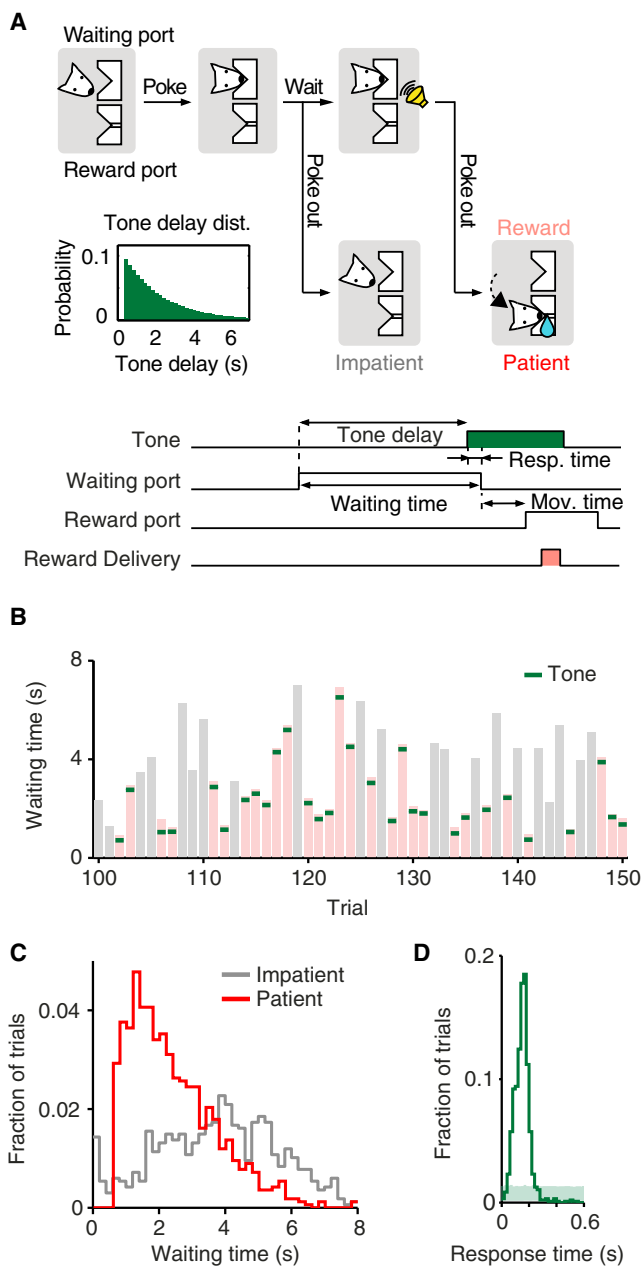 A
Waiting port
Poke
Wait
Reward port
Poke out
Poke out
Tone delay dist.
Reward
0.1
Probability
0
0 2 4 6
Tone delay (s)
Impatient
Patient
Tone
Tone delay
Resp. time
Waiting port
Waiting time
Mov. time
Reward port
Reward Delivery
B
8
Tone
Waiting time (s)
4
0
100 110 120 130 140 150
Trial
C
Impatient
Patient
0.04
Fraction of trials
0.02
0
0 2 4 6 8
Waiting time (s)
D
0.2
Fraction of trials
0.1
0
0 0.6
Response time (s)